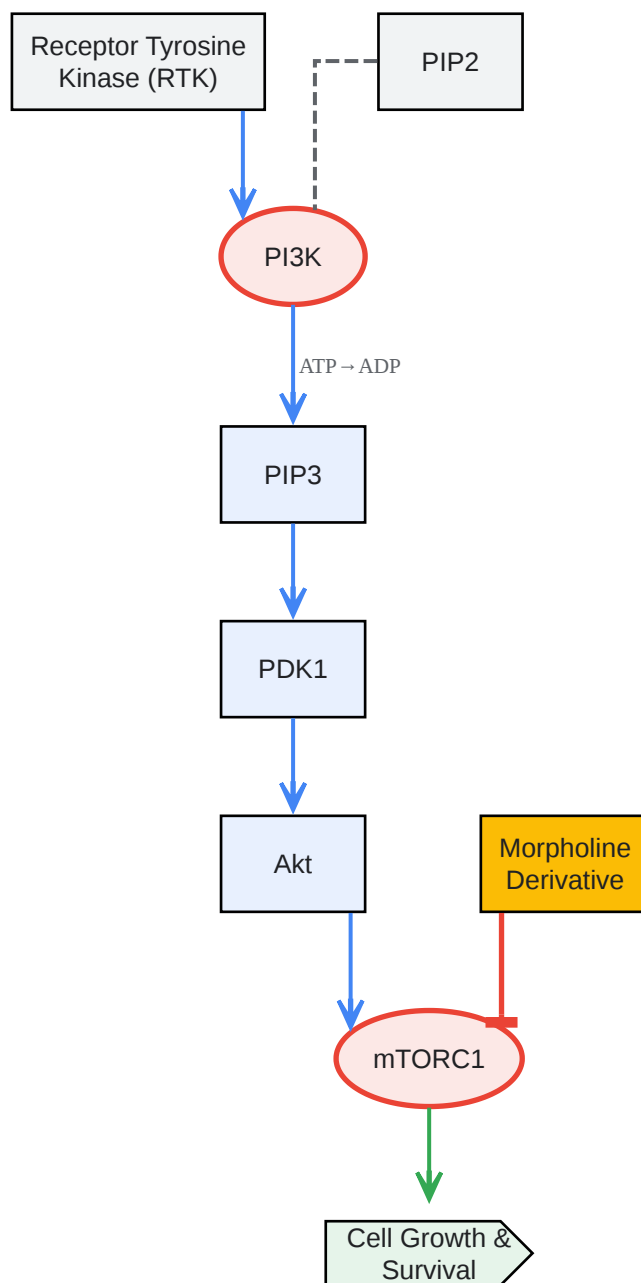 Receptor Tyrosine
Kinase (RTK)
PIP2
PI3K
ATP→ADP
PIP3
PDK1
Akt
Morpholine
Derivative
mTORC1
Cell Growth &
Survival